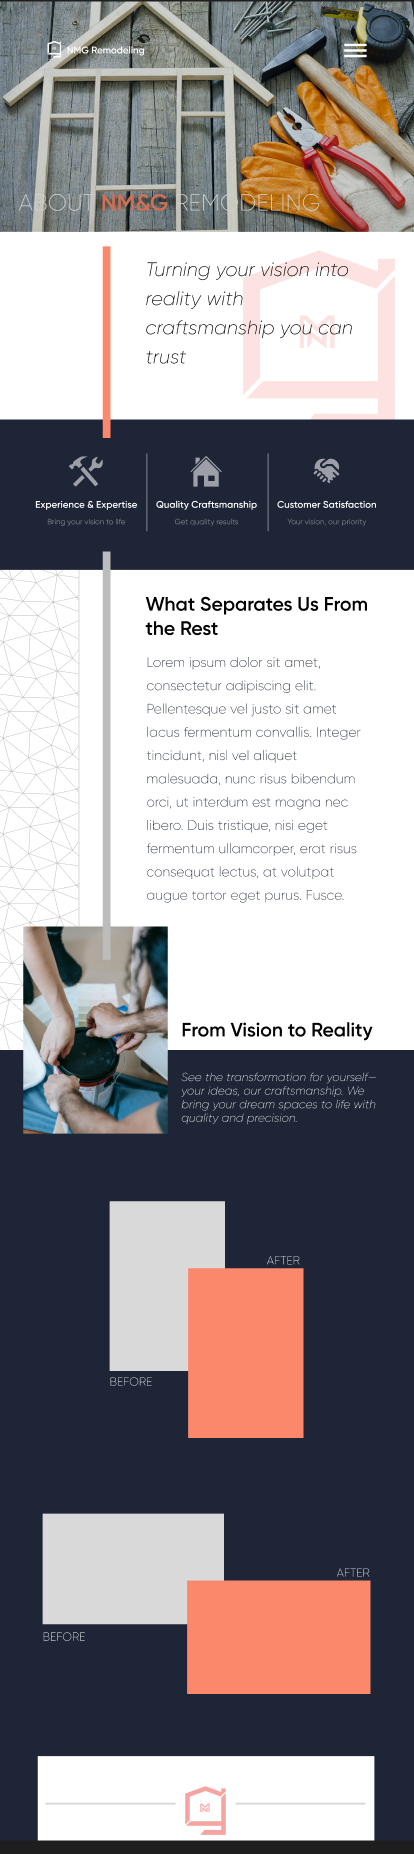 NMG Remodeling
ABOUT NM&G REMODELING
Turning your vision into
reality with
craftsmanship you can
trust
Experience & Expertise
Bring your vision to life
Quality Craftsmanship
Get quality results
Customer Satisfaction
Your vision, our priority
What Separates Us From
the Rest
Lorem ipsum dolor sit amet,
consectetur adipiscing elit.
Pellentesque vel justo sit amet
lacus fermentum convallis. Integer
tincidunt, nisl vel aliquet
malesuada, nunc risus bibendum
orci, ut interdum est magna nec
libero. Duis tristique, nisi eget
fermentum ullamcorper, erat risus
consequat lectus, at volutpat
augue tortor eget purus. Fusce.
From Vision to Reality
See the transformation for yourself—
your ideas, our craftsmanship. We
bring your dream spaces to life with
quality and precision.
AFTER
BEFORE
AFTER
BEFORE